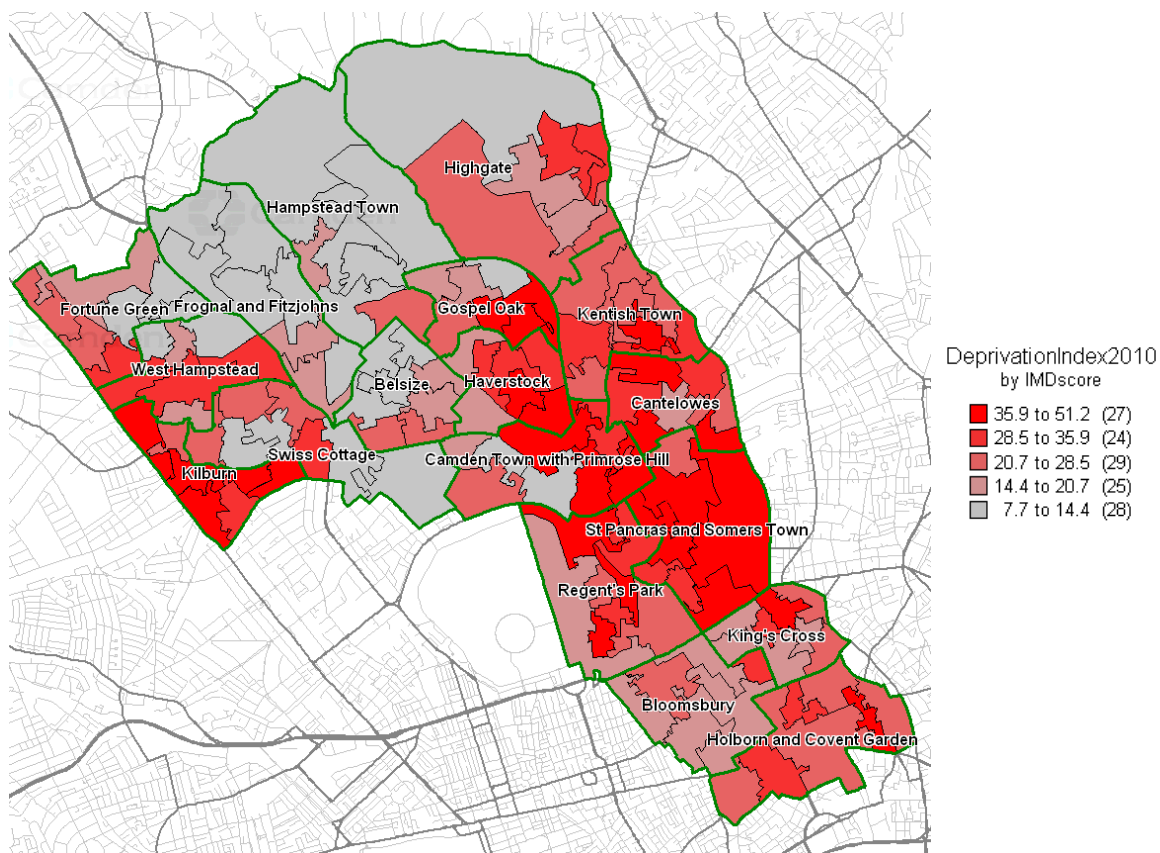 Highgate
Hampstead Town
Fortune Green
Frognal and Fitzjohns
Gospel Oak
Kentish Town
West Hampstead
Belsize
Haverstock
Cantelowes
Swiss Cottage
Camden Town with Primrose Hill
Kilburn
St Pancras and Somers Town
Regent's Park
King's Cross
Bloomsbury
Holborn and Covent Garden
DeprivationIndex2010
by IMDscore
35.9 to 51.2 (27)
28.5 to 35.9 (24)
20.7 to 28.5 (29)
14.4 to 20.7 (25)
7.7 to 14.4 (28)